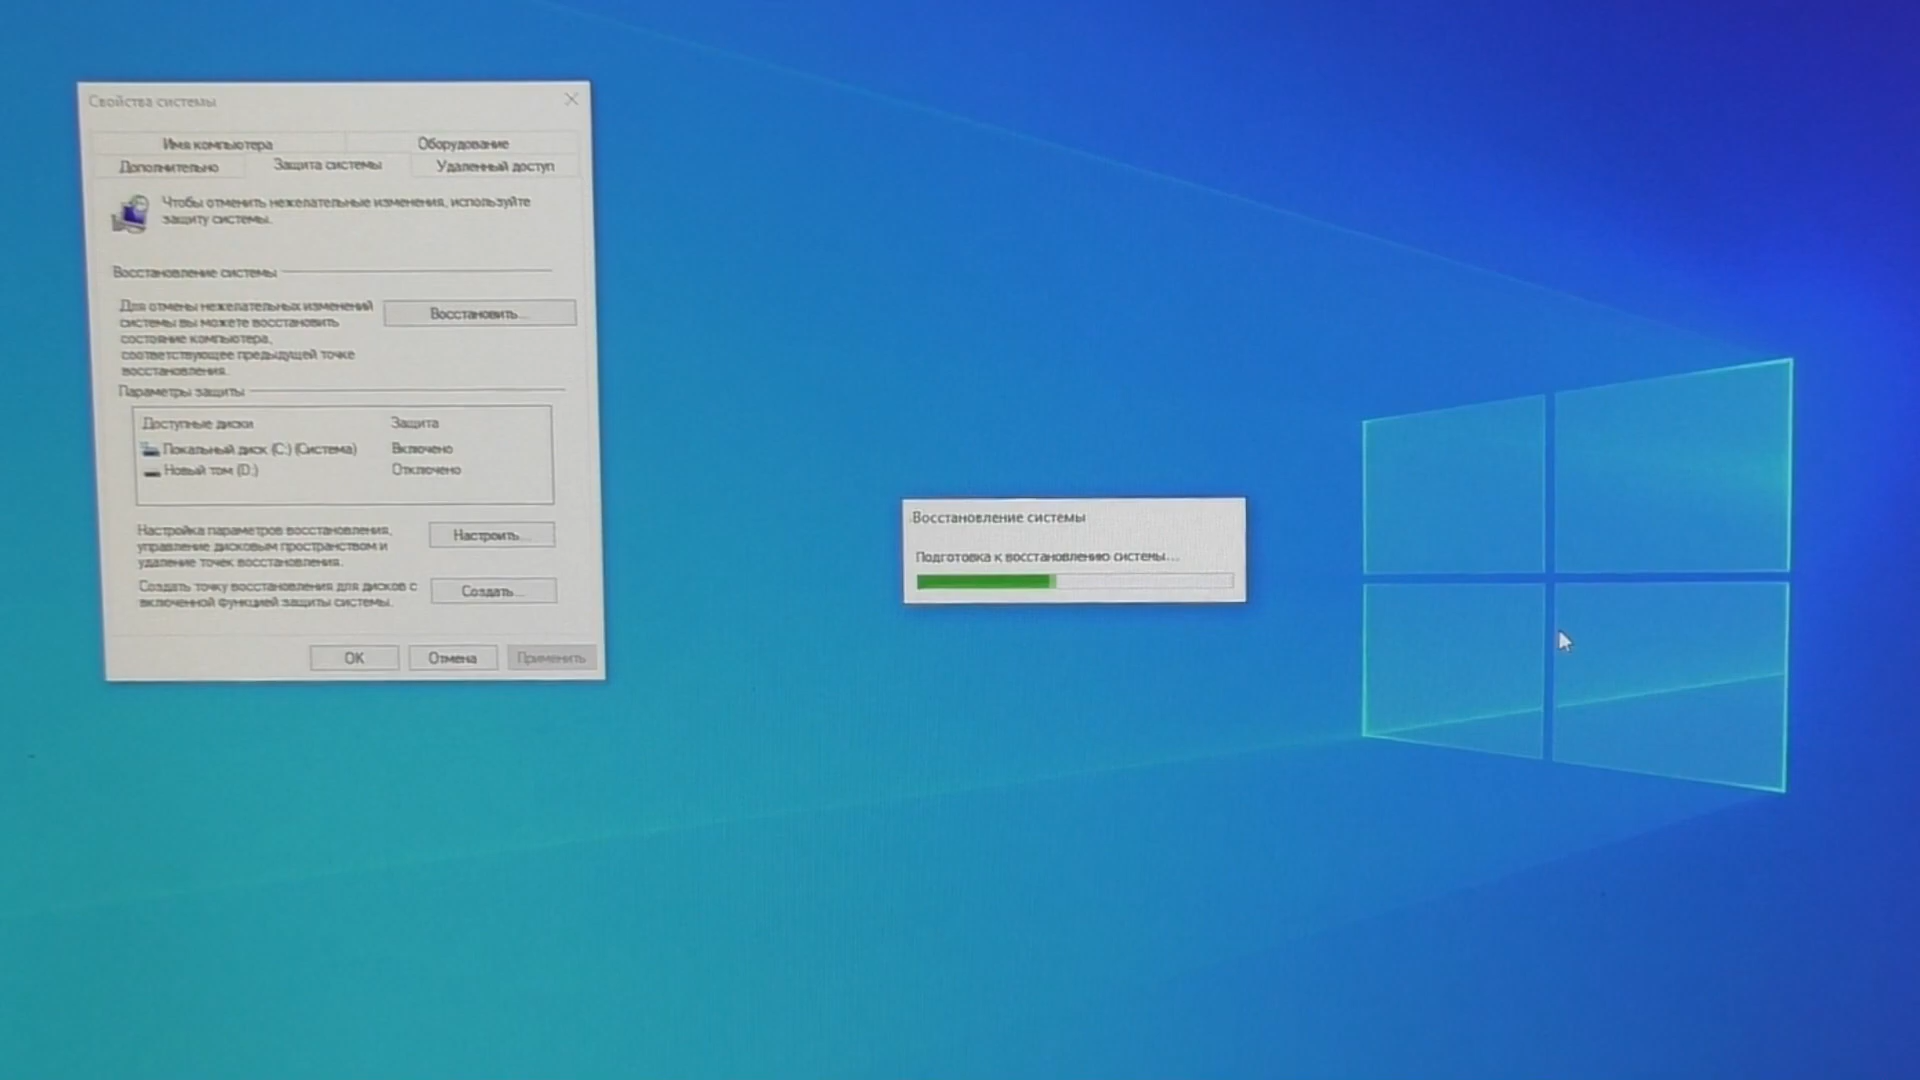 Свойства системы
Имя компьютера
Оборудование
Дополнительно
Защита системы
Удаленный доступ
Чтобы отменить нежелательные изменения, используйте
защиту системы.
Восстановление системы
Для отмены нежелательных изменений
системы вы можете восстановить
состояние компьютера,
соответствующее предыдущей точке
восстановления.
Восстановить...
Параметры защиты
Доступные диски
Защита
Локальный диск (C:) (Система)
Включено
Новый том (D:)
Отключено
Настройка параметров восстановления,
управление дисковым пространством и
удаление точек восстановления.
Настроить...
Создать точку восстановления для дисков с
включенной функцией защиты системы.
Создать...
OK
Отмена
Применить
Восстановление системы
Подготовка к восстановлению системы...